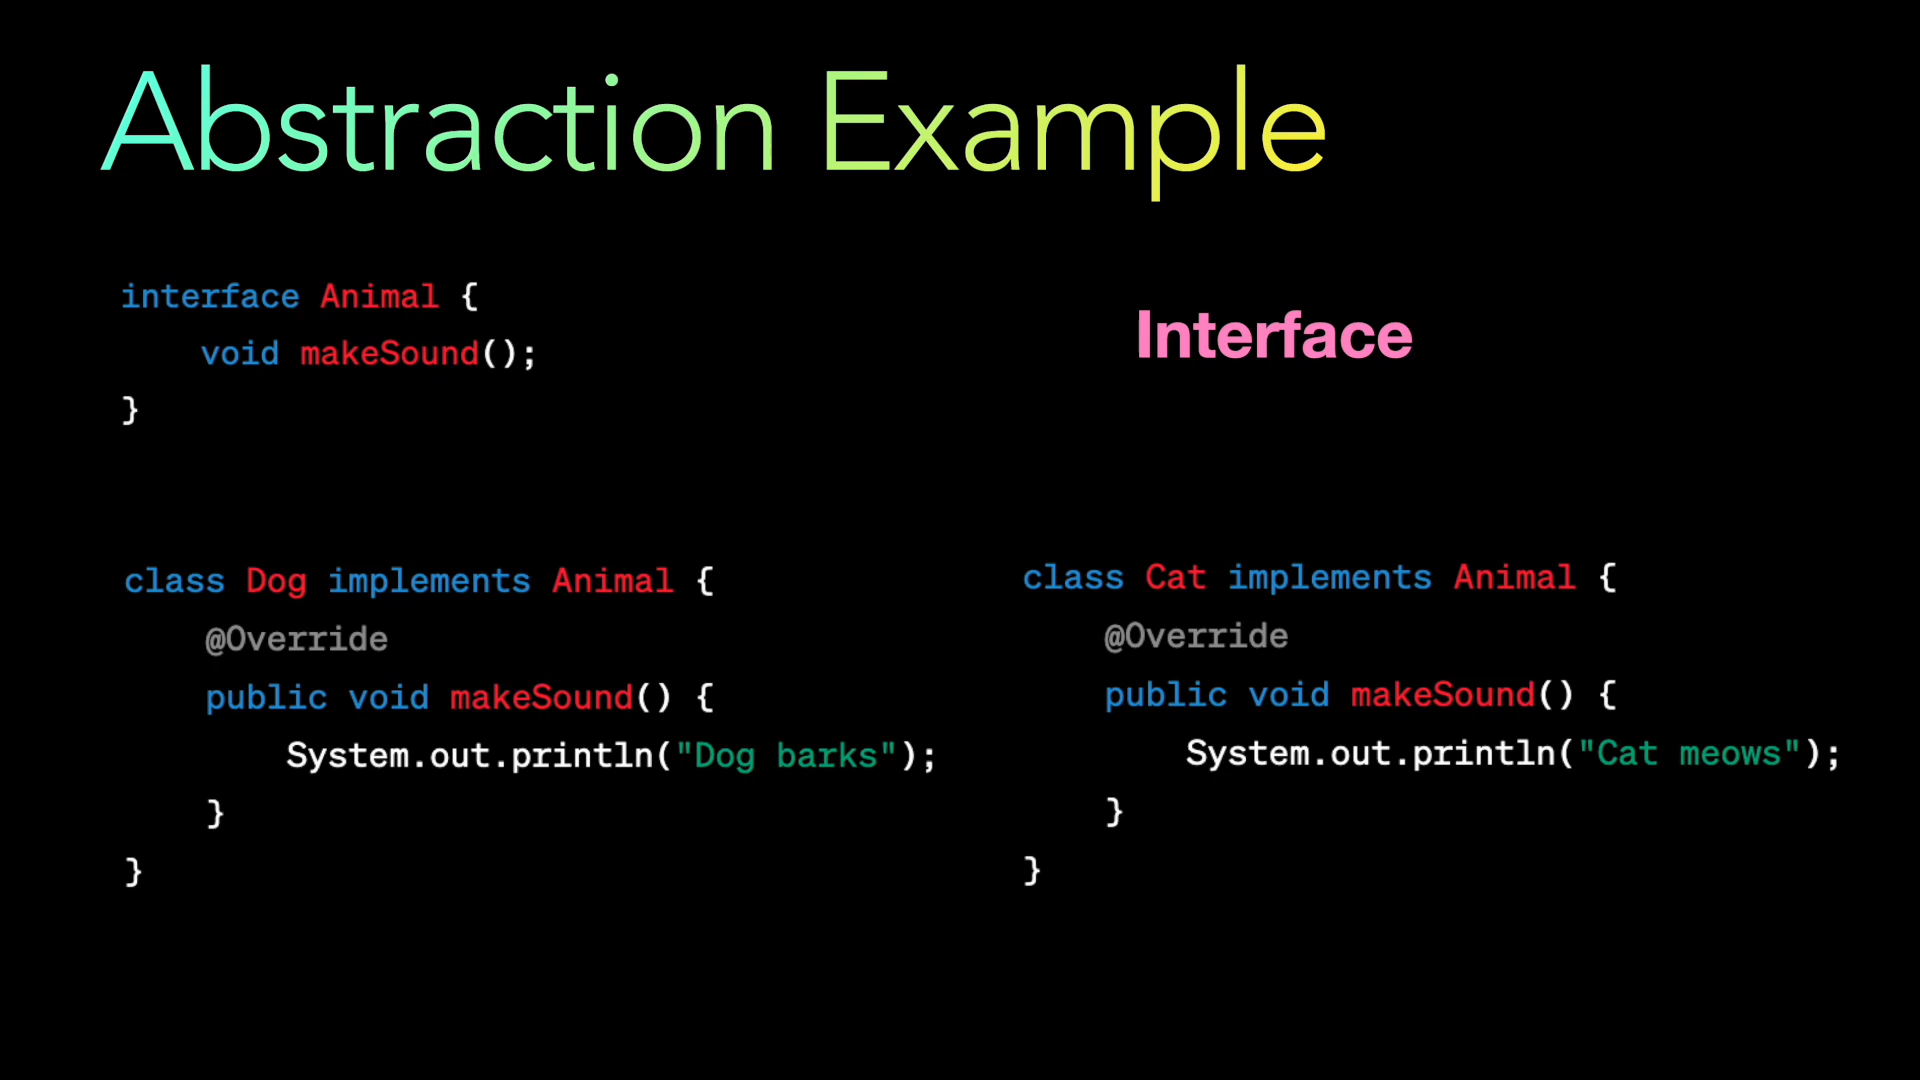 Abstraction Example
interface Animal {
    void makeSound();
}
Interface
class Dog implements Animal {
    @Override
    public void makeSound() {
        System.out.println("Dog barks");
    }
}
class Cat implements Animal {
    @Override
    public void makeSound() {
        System.out.println("Cat meows");
    }
}